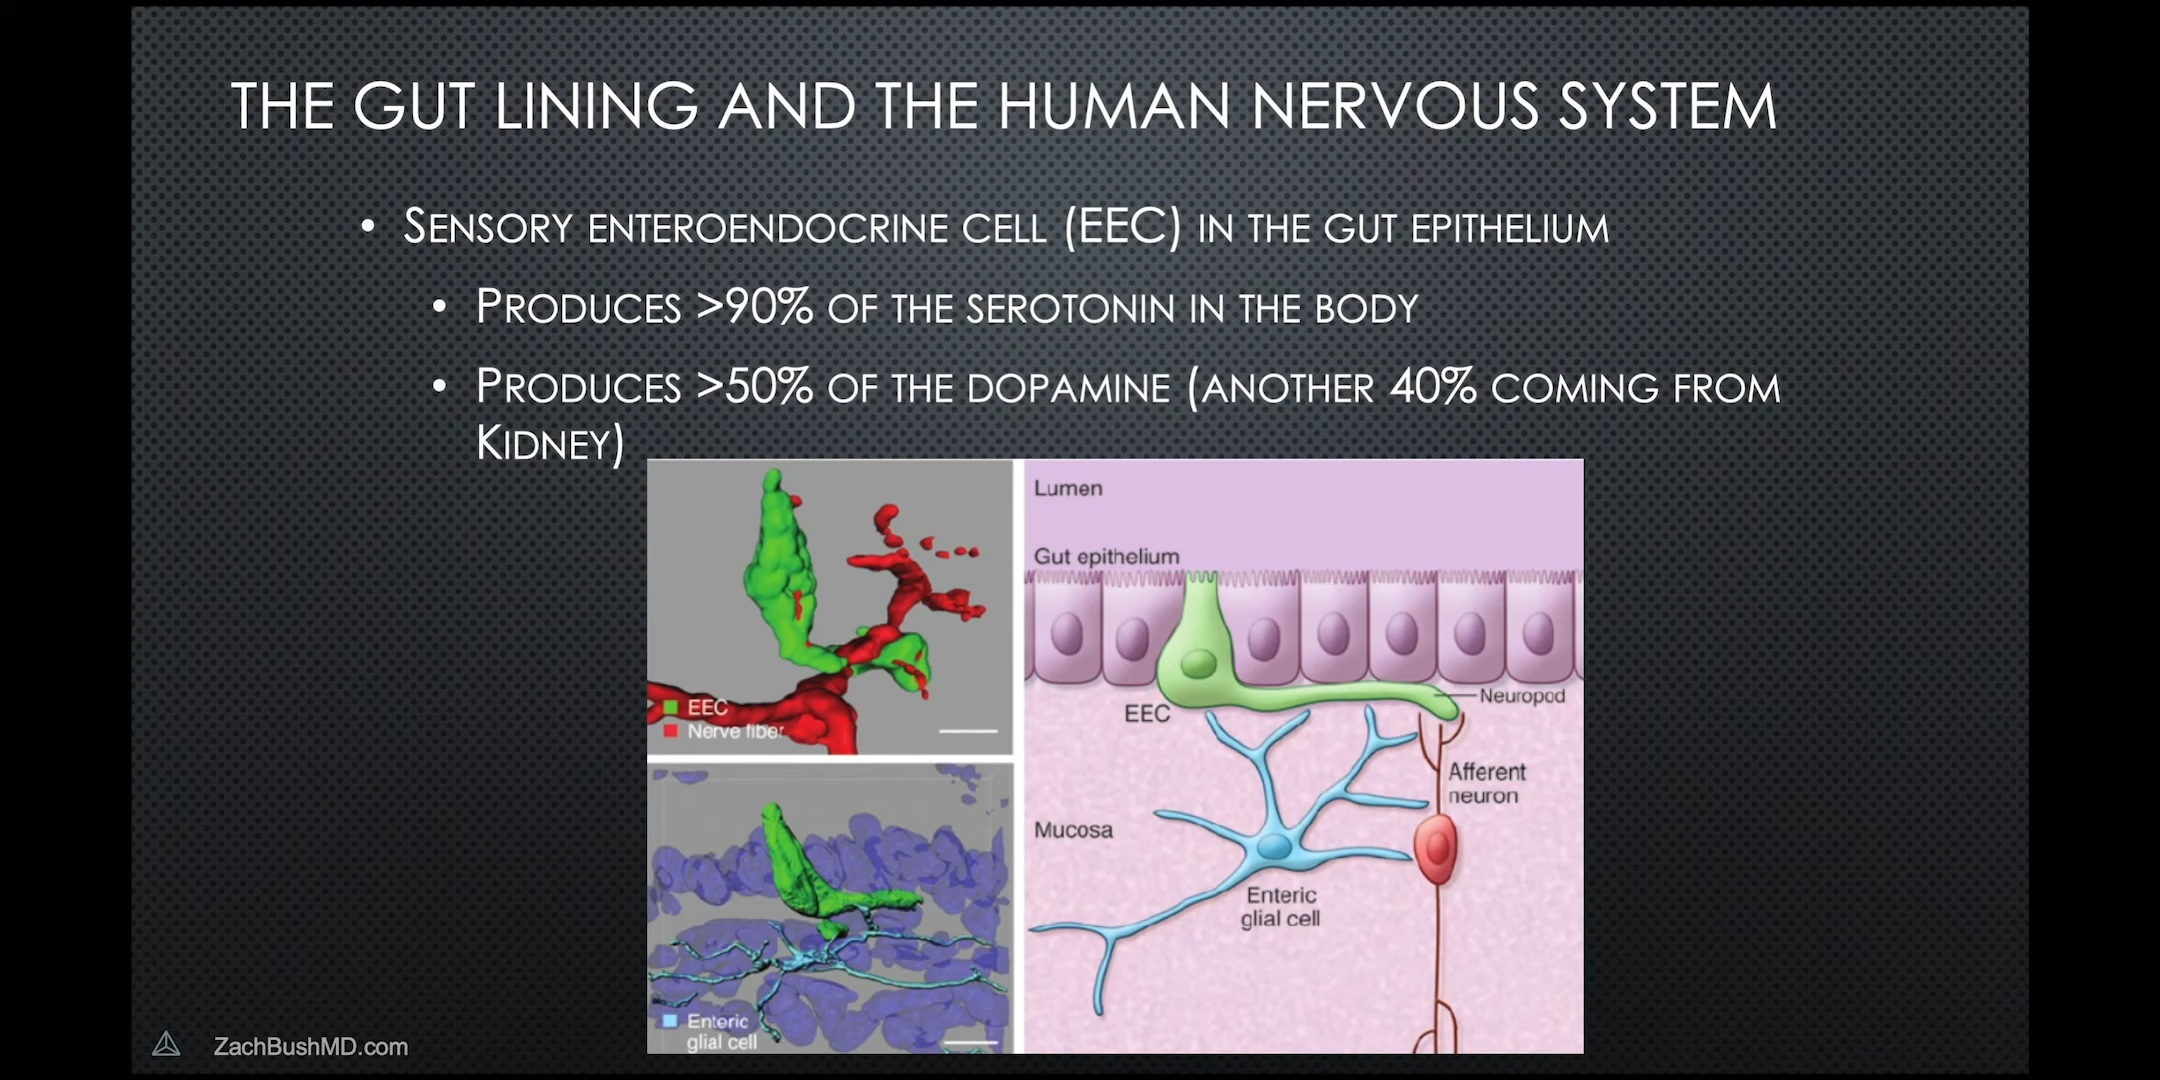 THE GUT LINING AND THE HUMAN NERVOUS SYSTEM
• SENSORY ENTEROENDOCRINE CELL (EEC) IN THE GUT EPITHELIUM
• PRODUCES >90% OF THE SEROTONIN IN THE BODY
• PRODUCES >50% OF THE DOPAMINE (ANOTHER 40% COMING FROM
KIDNEY)
EEC
Nerve fiber
Enteric
glial cell
Lumen
Gut epithelium
Neuropod
EEC
Afferent
neuron
Mucosa
Enteric
glial cell
ZachBushMD.com